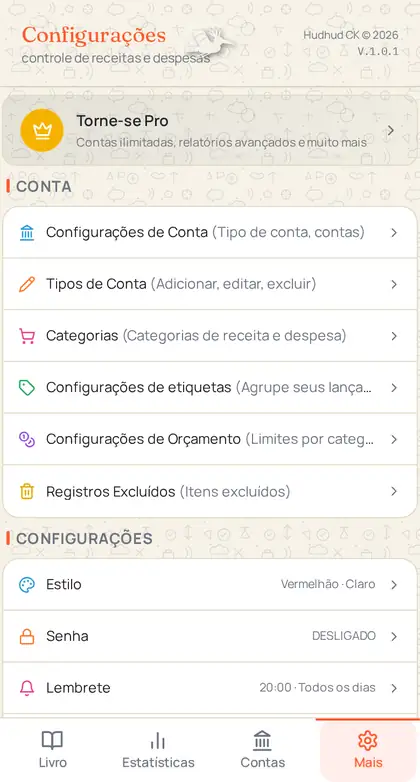 Configurações
controle de receitas e despesas
Hudhud CK © 2026
V.1.0.1
Torne-se Pro
Contas ilimitadas, relatórios avançados e muito mais
CONTA
Configurações de Conta (Tipo de conta, contas)
Tipos de Conta (Adicionar, editar, excluir)
Categorias (Categorias de receita e despesa)
Configurações de etiquetas (Agrupe seus lança...
Configurações de Orçamento (Limites por categ...
Registros Excluídos (Itens excluídos)
CONFIGURAÇÕES
Estilo Vermelhão · Claro
Senha DESLIGADO
Lembrete 20:00 · Todos os dias
Livro Estatísticas Contas Mais